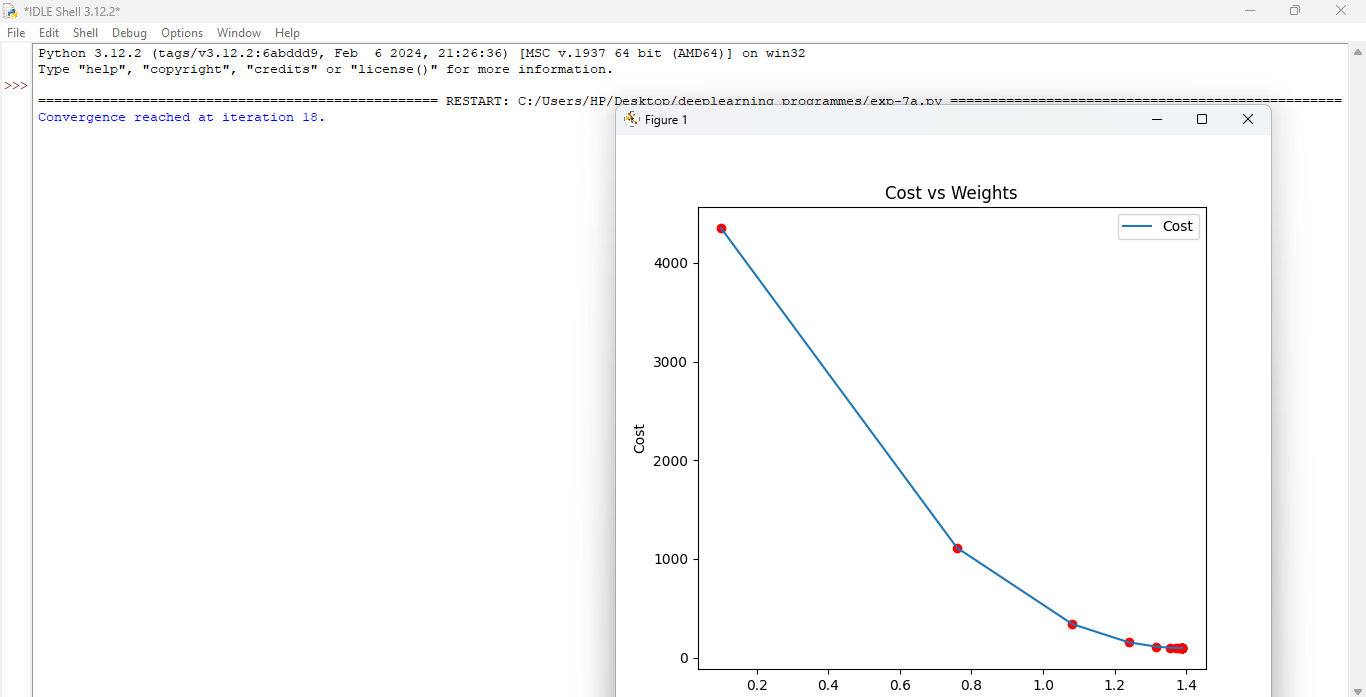 *IDLE Shell 3.12.2*
File Edit Shell Debug Options Window Help
Python 3.12.2 (tags/v3.12.2:6abddd9, Feb  6 2024, 21:26:36) [MSC v.1937 64 bit (AMD64)] on win32
Type "help", "copyright", "credits" or "license()" for more information.
>>>
RESTART: C:/Users/HP/Desktop/deeplearning programmes/exp-7a.py
Convergence reached at iteration 18.
Figure 1
Cost vs Weights
Cost
4000
3000
2000
1000
0
Cost
0.2 0.4 0.6 0.8 1.0 1.2 1.4